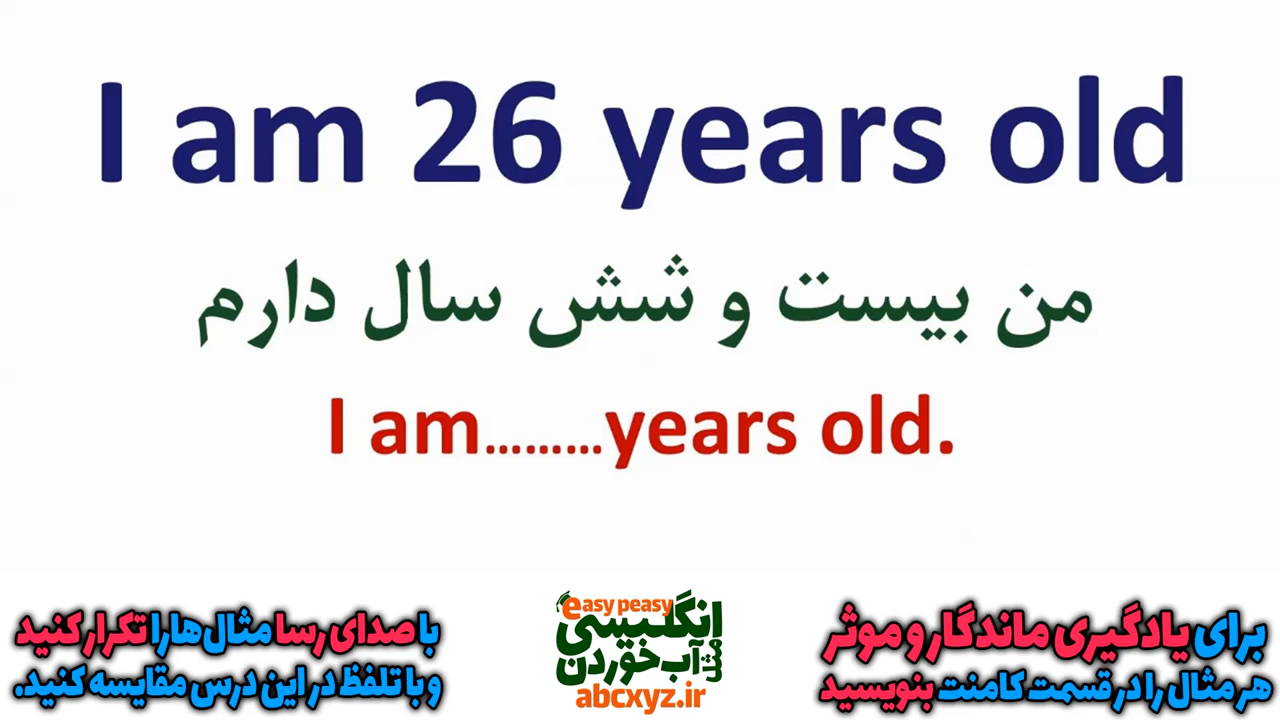 I am 26 years old
من بیست و شش سال دارم
I am.........years old.
برای یادگیری ماندگار و موثر
هر مثال را در قسمت کامنت بنویسید
easy peasy
انگلیسی
مثل آب خوردن
abcxyz.ir
با صدای رسا مثال‌ها را تکرار کنید
و با تلفظ در این درس مقایسه کنید.